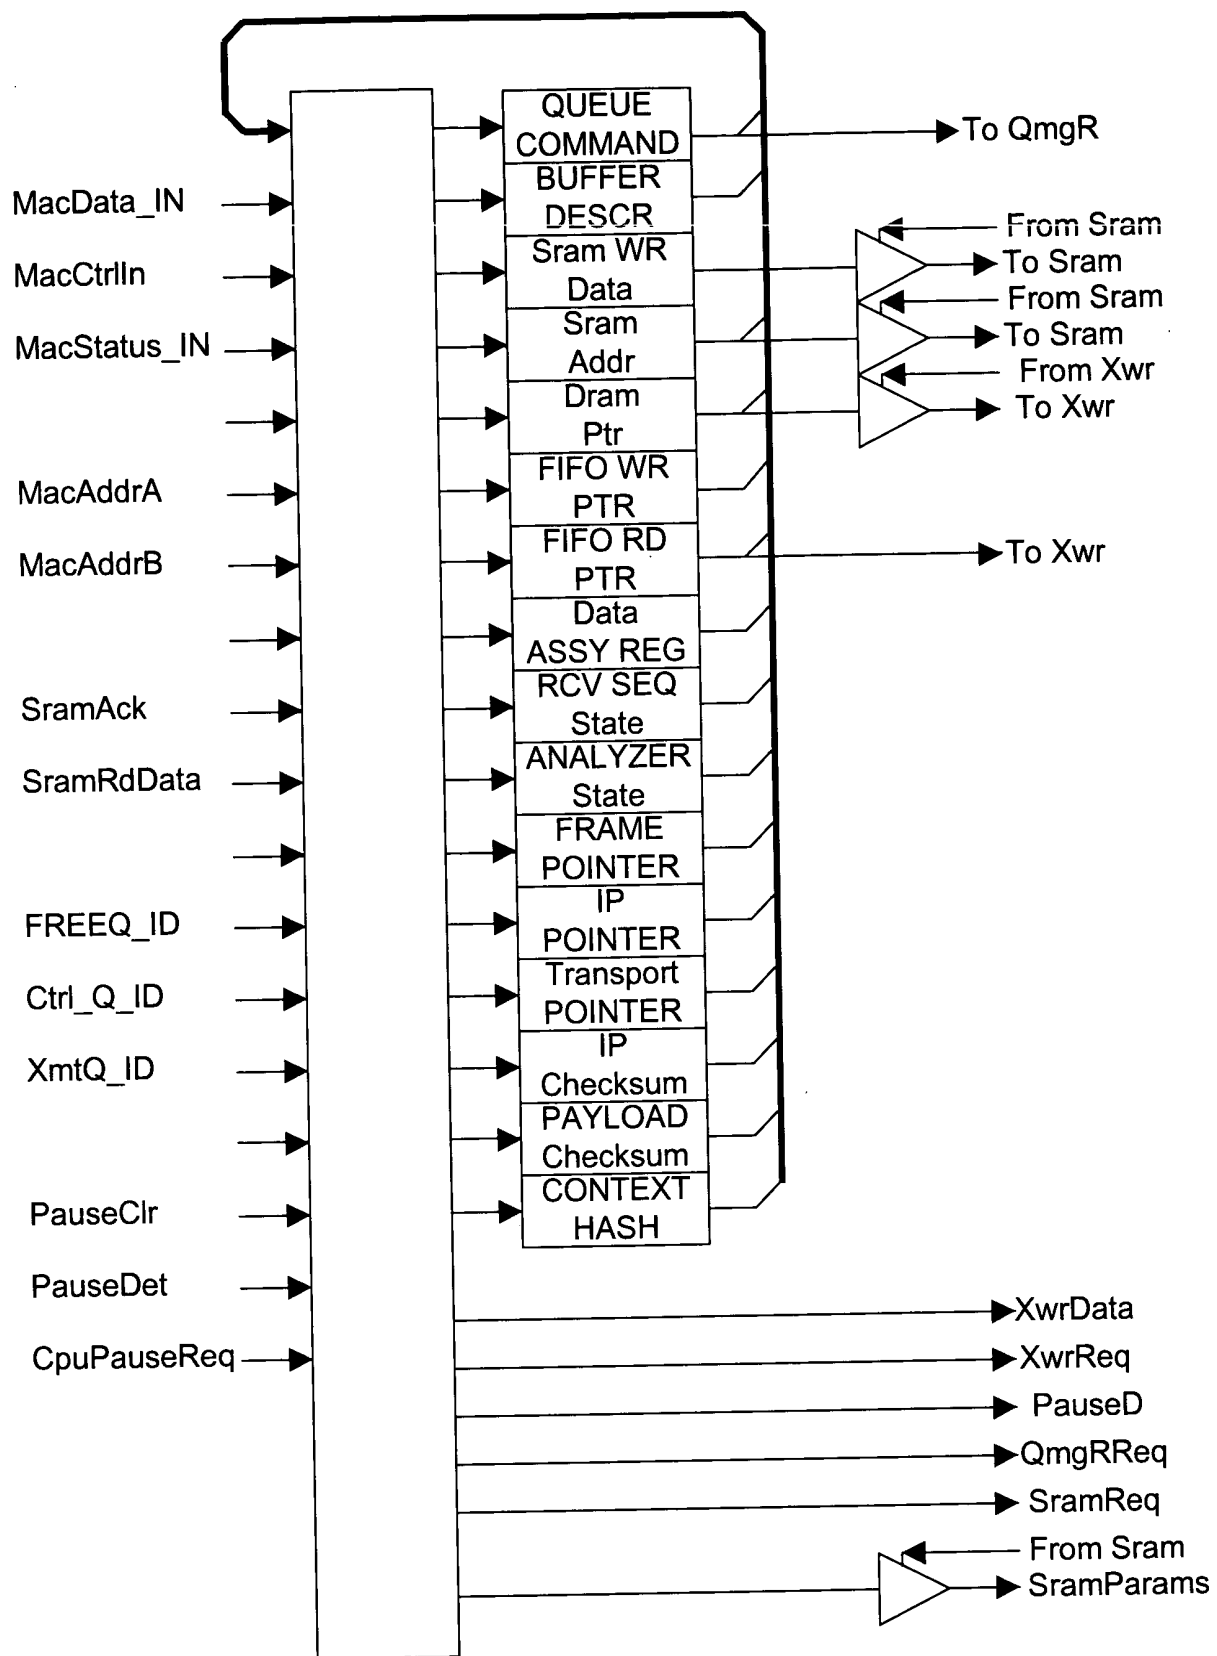 QUEUE
COMMAND
To QmgR
MacData_IN
BUFFER
DESCR
From Sram
MacCtrlIn
Sram WR
Data
To Sram
From Sram
MacStatus_IN
Sram
Addr
To Sram
From Xwr
Dram
Ptr
To Xwr
MacAddrA
FIFO WR
PTR
MacAddrB
FIFO RD
PTR
To Xwr
Data
ASSY REG
SramAck
RCV SEQ
State
SramRdData
ANALYZER
State
FRAME
POINTER
FREEQ_ID
IP
POINTER
Ctrl_Q_ID
Transport
POINTER
XmtQ_ID
IP
Checksum
PAYLOAD
Checksum
PauseClr
CONTEXT
HASH
PauseDet
XwrData
CpuPauseReq
XwrReq
PauseD
QmgRReq
SramReq
From Sram
SramParams